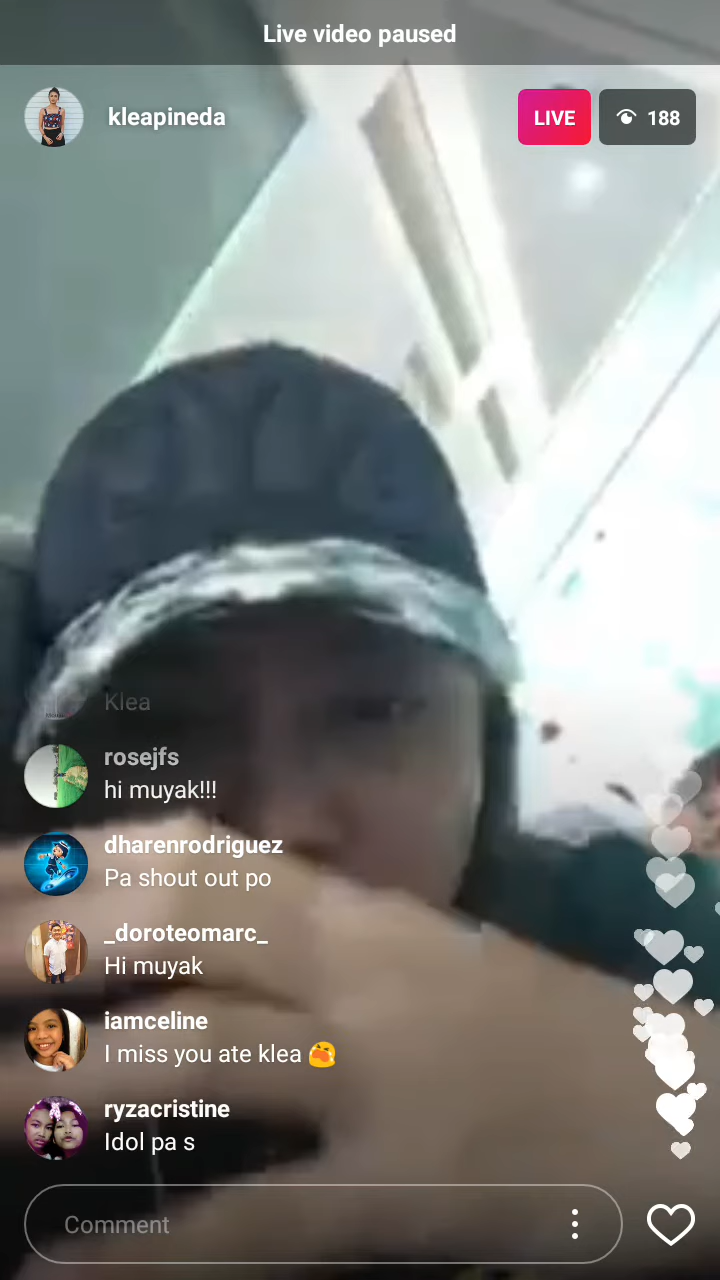 Live video paused
kleapineda
LIVE
188
Klea
rosejfs
hi muyak!!!
dharenrodriguez
Pa shout out po
_doroteomarc_
Hi muyak
iamceline
I miss you ate klea 😭
ryzacristine
Idol pa s
Comment